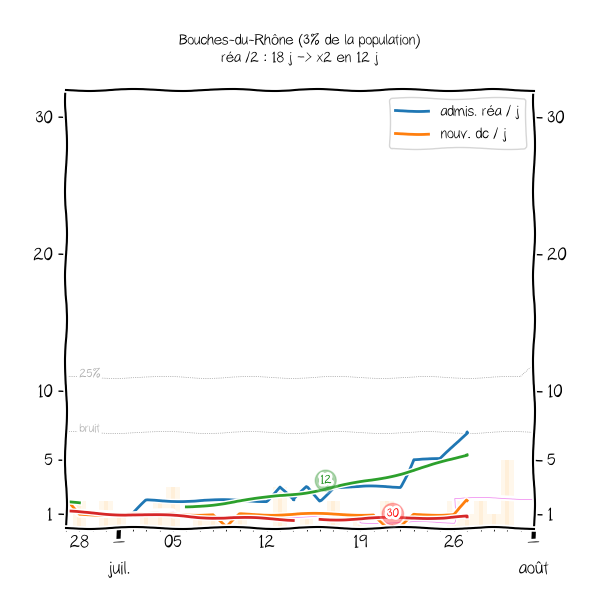 Bouches-du-Rhône (3% de la population)
réa /2 : 18 j -> x2 en 12 j
admis. réa / j
nouv. dc / j
30
30
20
20
25%
10
10
bruit
5
5
12
30
1
1
28
05
12
19
26
juil.
août